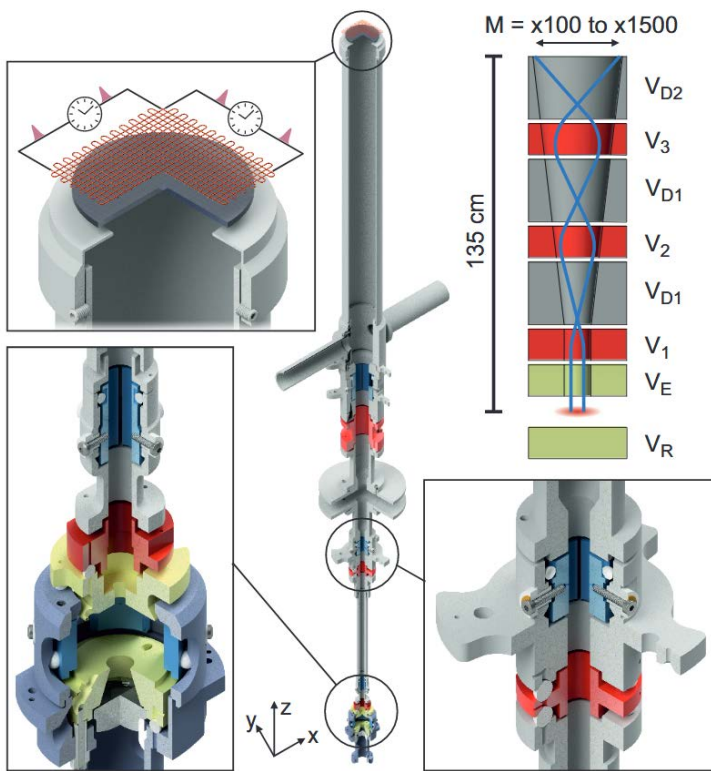 M = x100 to x1500
V_D2
V_3
V_D1
V_2
V_D1
V_1
V_E
V_R
135 cm
z
y
x